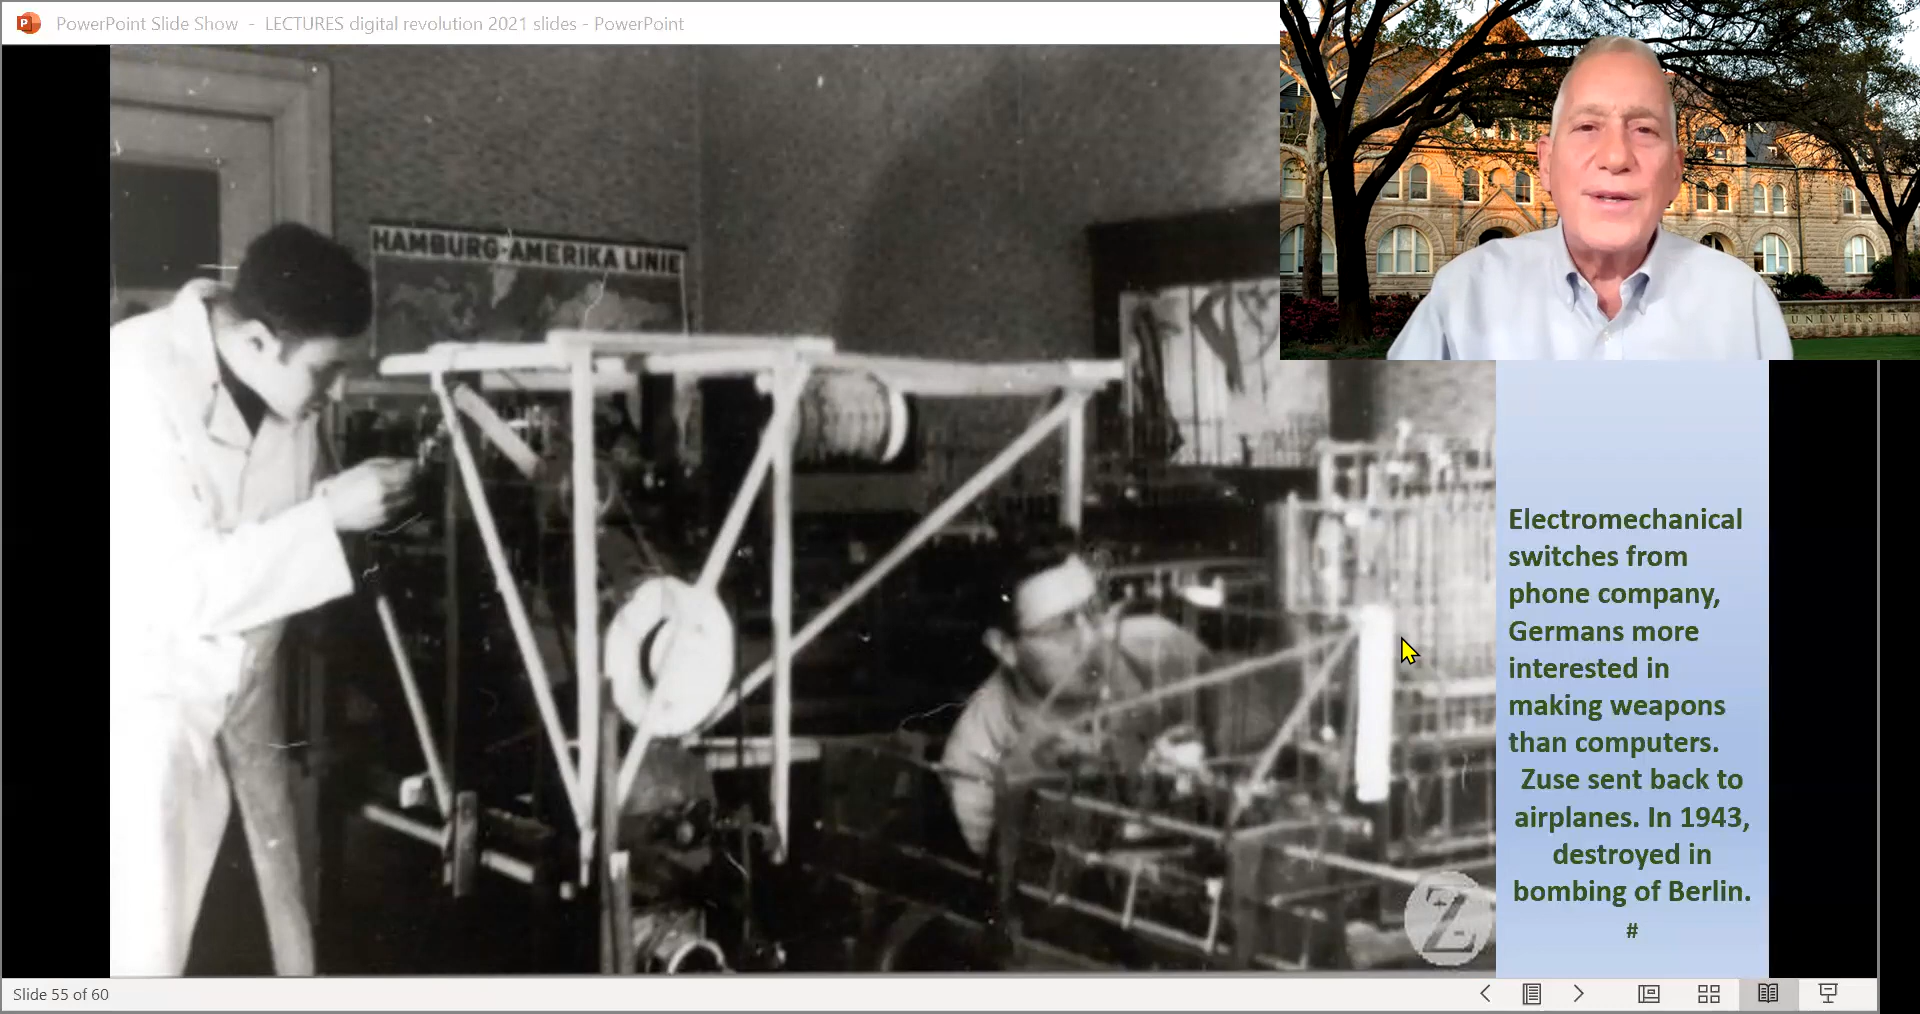 PowerPoint Slide Show - LECTURES digital revolution 2021 slides - PowerPoint
HAMBURG-AMERIKA LINIE
UNIVERSITY
Electromechanical
switches from
phone company,
Germans more
interested in
making weapons
than computers.
Zuse sent back to
airplanes. In 1943,
destroyed in
bombing of Berlin.
#
Z
Slide 55 of 60